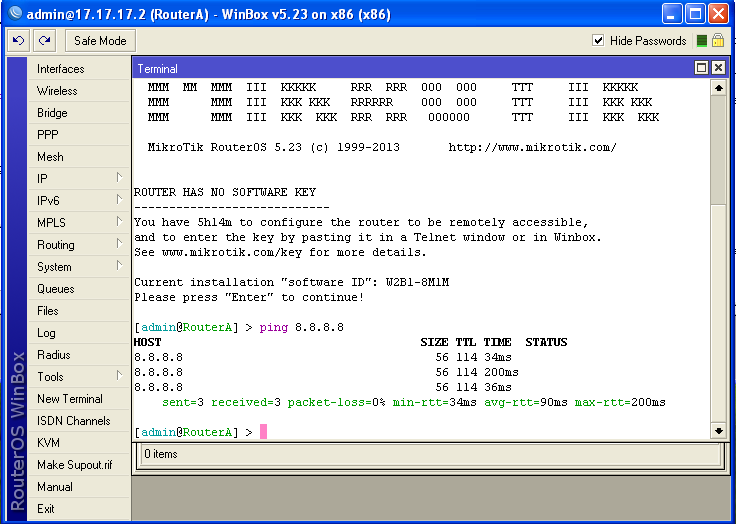 admin@17.17.17.2 (RouterA) - WinBox v5.23 on x86 (x86)
Safe Mode
Hide Passwords
Interfaces
Wireless
Bridge
PPP
Mesh
IP
IPv6
MPLS
Routing
System
Queues
Files
Log
Radius
Tools
New Terminal
ISDN Channels
KVM
Make Supout.rif
Manual
Exit
RouterOS WinBox
Terminal
MMM  MM  MMM  III  KKKKK     RRR  RRR  OOO  OOO     TTT     III  KKKKK
MMM      MMM  III  KKK KKK   RRRRRR    OOO  OOO     TTT     III  KKK KKK
MMM      MMM  III  KKK  KKK  RRR  RRR   OOOOOO      TTT     III  KKK  KKK
MikroTik RouterOS 5.23 (c) 1999-2013       http://www.mikrotik.com/
ROUTER HAS NO SOFTWARE KEY
----------------------------
You have 5h14m to configure the router to be remotely accessible,
and to enter the key by pasting it in a Telnet window or in Winbox.
See www.mikrotik.com/key for more details.
Current installation "software ID": W2B1-8M1M
Please press "Enter" to continue!
[admin@RouterA] > ping 8.8.8.8
HOST                                     SIZE TTL TIME  STATUS
8.8.8.8                                    56 114 34ms
8.8.8.8                                    56 114 200ms
8.8.8.8                                    56 114 36ms
sent=3 received=3 packet-loss=0% min-rtt=34ms avg-rtt=90ms max-rtt=200ms
[admin@RouterA] >
0 items